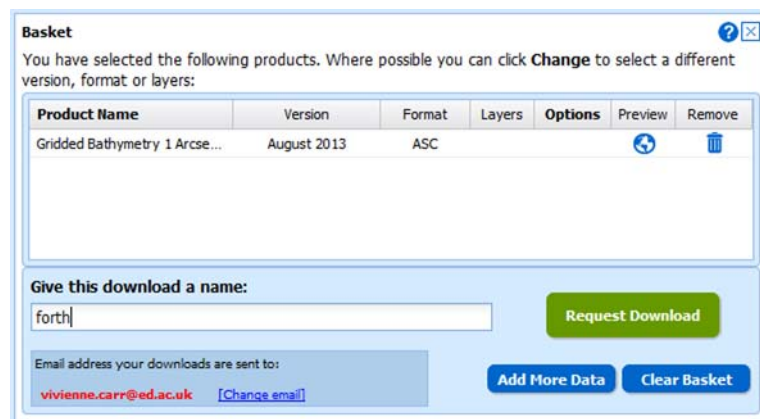 Basket
You have selected the following products. Where possible you can click Change to select a different
version, format or layers:
Product Name Version Format Layers Options Preview Remove
Gridded Bathymetry 1 Arcse... August 2013 ASC
Give this download a name:
forth
Request Download
Email address your downloads are sent to:
vivienne.carr@ed.ac.uk [Change email]
Add More Data Clear Basket